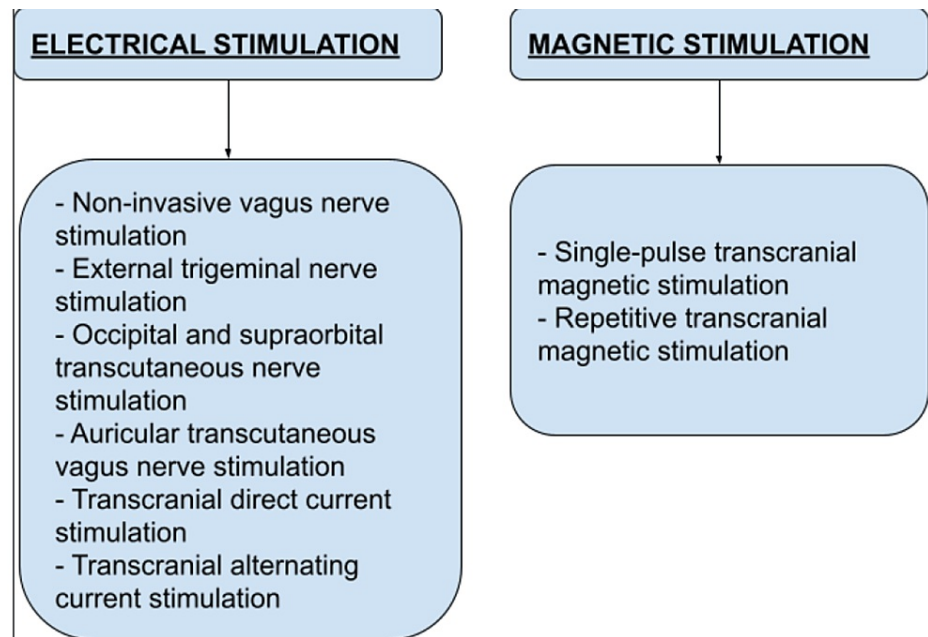 ELECTRICAL STIMULATION
- Non-invasive vagus nerve
stimulation
- External trigeminal nerve
stimulation
- Occipital and supraorbital
transcutaneous nerve
stimulation
- Auricular transcutaneous
vagus nerve stimulation
- Transcranial direct current
stimulation
- Transcranial alternating
current stimulation
MAGNETIC STIMULATION
- Single-pulse transcranial
magnetic stimulation
- Repetitive transcranial
magnetic stimulation